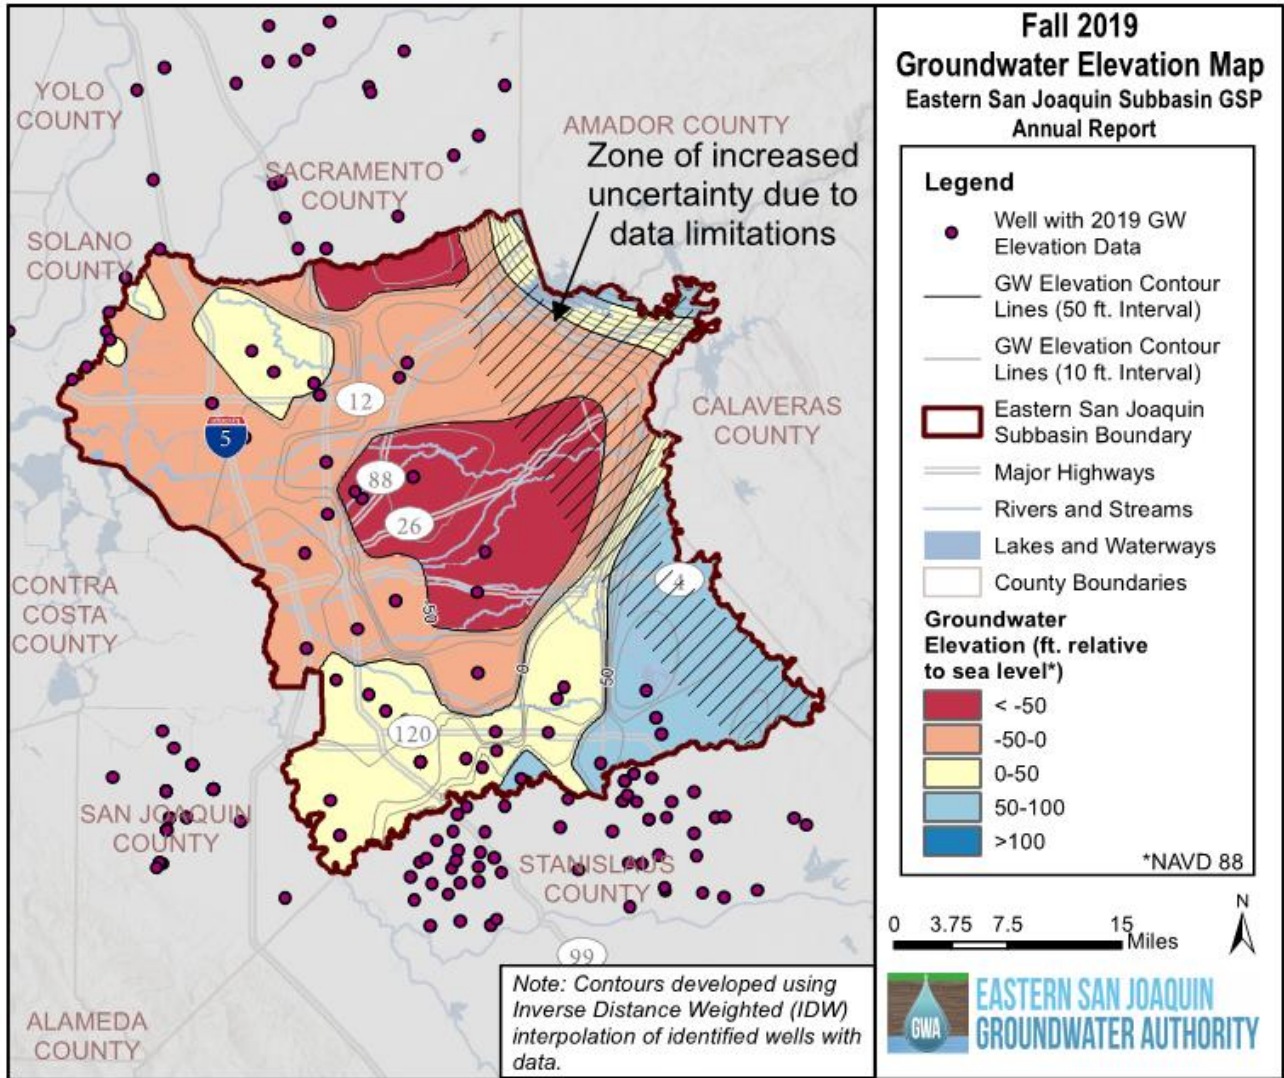 YOLO
COUNTY
AMADOR COUNTY
Zone of increased
uncertainty due to
data limitations
SACRAMENTO
COUNTY
SOLANO
COUNTY
12
5
CALAVERAS
COUNTY
88
26
4
CONTRA
COSTA
COUNTY
-50
0
50
120
SAN JOAQUIN
COUNTY
STANISLAUS
COUNTY
99
ALAMEDA
COUNTY
Note: Contours developed using
Inverse Distance Weighted (IDW)
interpolation of identified wells with
data.
Fall 2019
Groundwater Elevation Map
Eastern San Joaquin Subbasin GSP
Annual Report
Legend
Well with 2019 GW
Elevation Data
GW Elevation Contour
Lines (50 ft. Interval)
GW Elevation Contour
Lines (10 ft. Interval)
Eastern San Joaquin
Subbasin Boundary
Major Highways
Rivers and Streams
Lakes and Waterways
County Boundaries
Groundwater
Elevation (ft. relative
to sea level*)
< -50
-50-0
0-50
50-100
>100
*NAVD 88
0 3.75 7.5 15
Miles
N
GWA
EASTERN SAN JOAQUIN
GROUNDWATER AUTHORITY